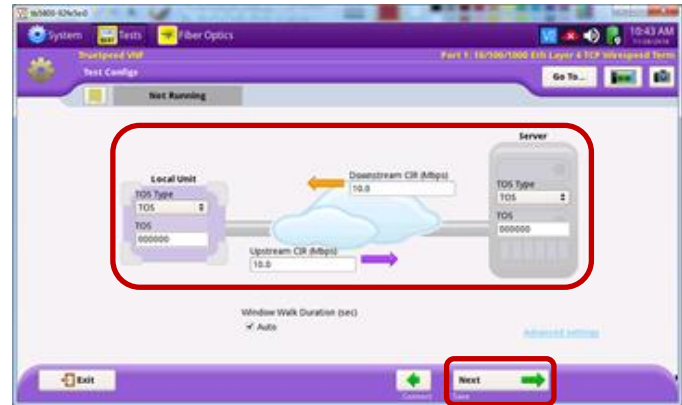 System Tests Fiber Optics 10:43 AM
TrueSpeed VNF
Test Configs
Go To...
Not Running
Server
Local Unit
Downstream CIR (Mbps)
10.0
TOS Type
TOS
TOS
000000
TOS Type
TOS
TOS
000000
Upstream CIR (Mbps)
10.0
Window Walk Duration (sec)
Auto
Advanced settings
Exit
Connect
Next